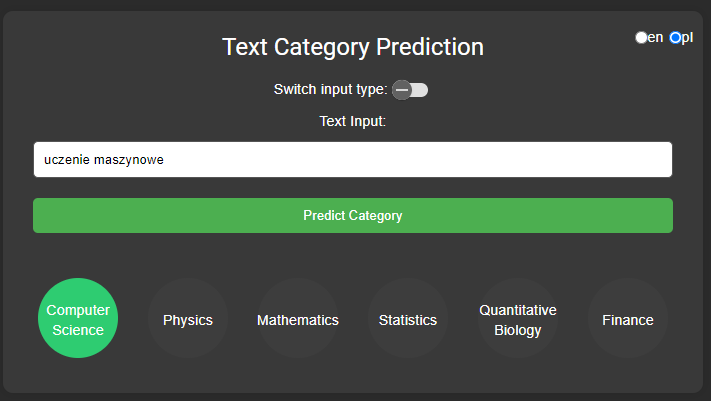 en pl
Text Category Prediction
Switch input type:
Text Input:
uczenie maszynowe
Predict Category
Computer Science
Physics
Mathematics
Statistics
Quantitative Biology
Finance